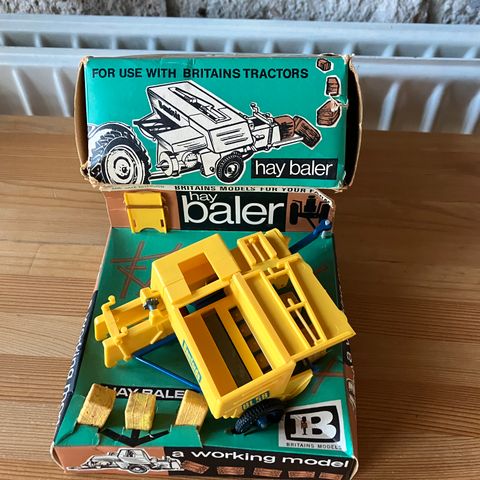 FOR USE WITH BRITAINS TRACTORS
hay baler
BRITAINS MODELS FOR YOUR
hay
baler
HAY BALE
B
BRITAINS MODELS
a working model